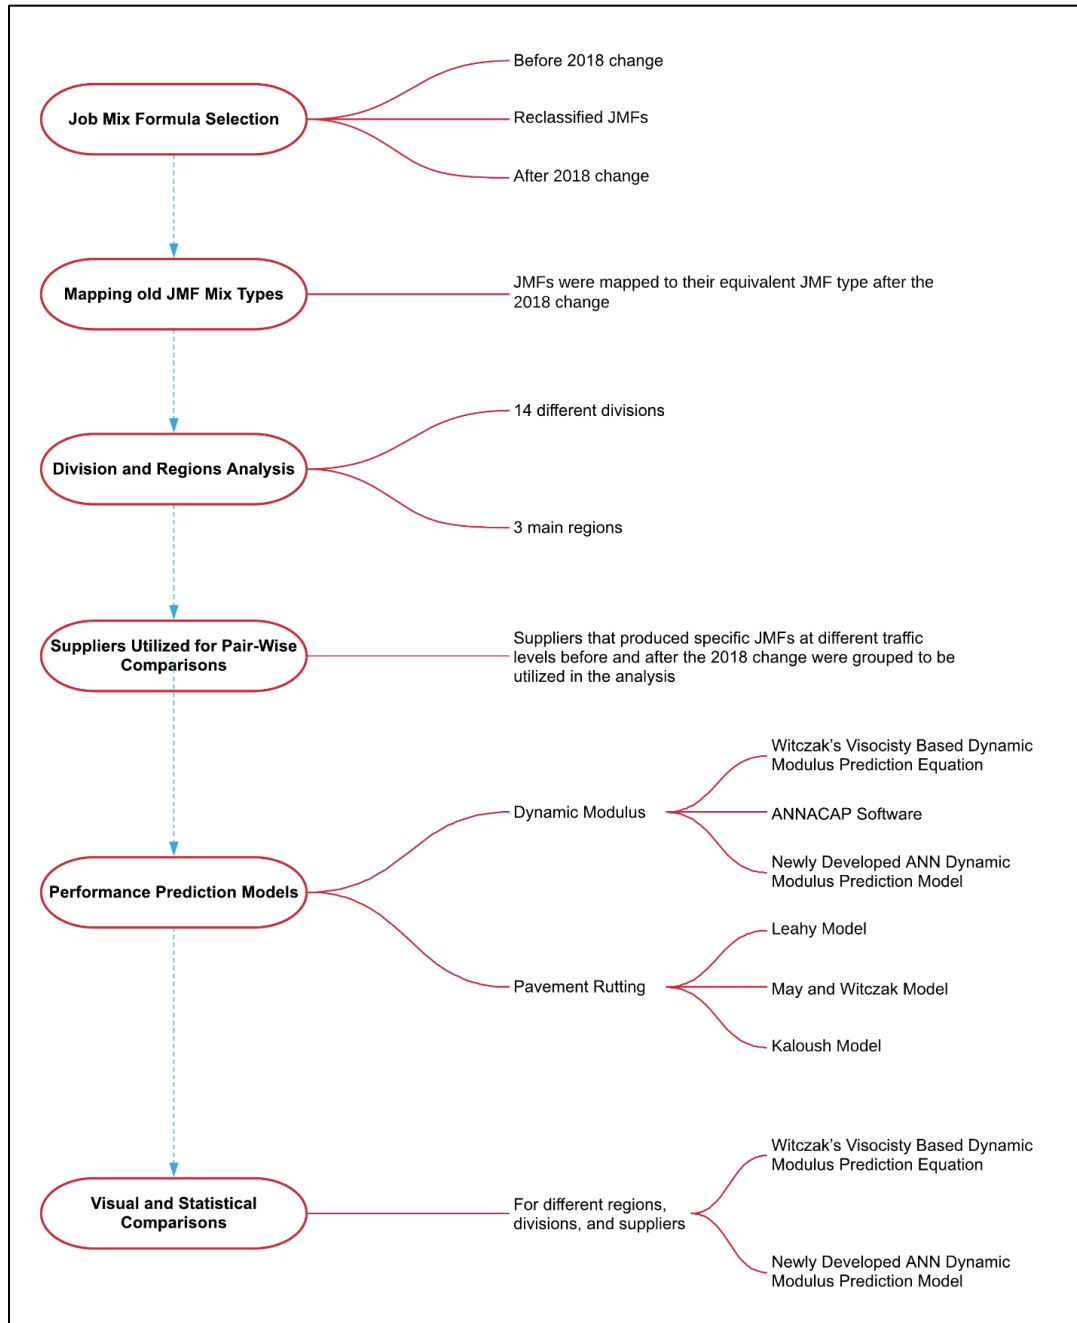 Job Mix Formula Selection
Before 2018 change
Reclassified JMFs
After 2018 change
Mapping old JMF Mix Types
JMFs were mapped to their equivalent JMF type after the
2018 change
Division and Regions Analysis
14 different divisions
3 main regions
Suppliers Utilized for Pair-Wise
Comparisons
Suppliers that produced specific JMFs at different traffic
levels before and after the 2018 change were grouped to be
utilized in the analysis
Performance Prediction Models
Dynamic Modulus
Witczak’s Visocisty Based Dynamic
Modulus Prediction Equation
ANNACAP Software
Newly Developed ANN Dynamic
Modulus Prediction Model
Pavement Rutting
Leahy Model
May and Witczak Model
Kaloush Model
Visual and Statistical
Comparisons
For different regions,
divisions, and suppliers
Witczak’s Visocisty Based Dynamic
Modulus Prediction Equation
Newly Developed ANN Dynamic
Modulus Prediction Model